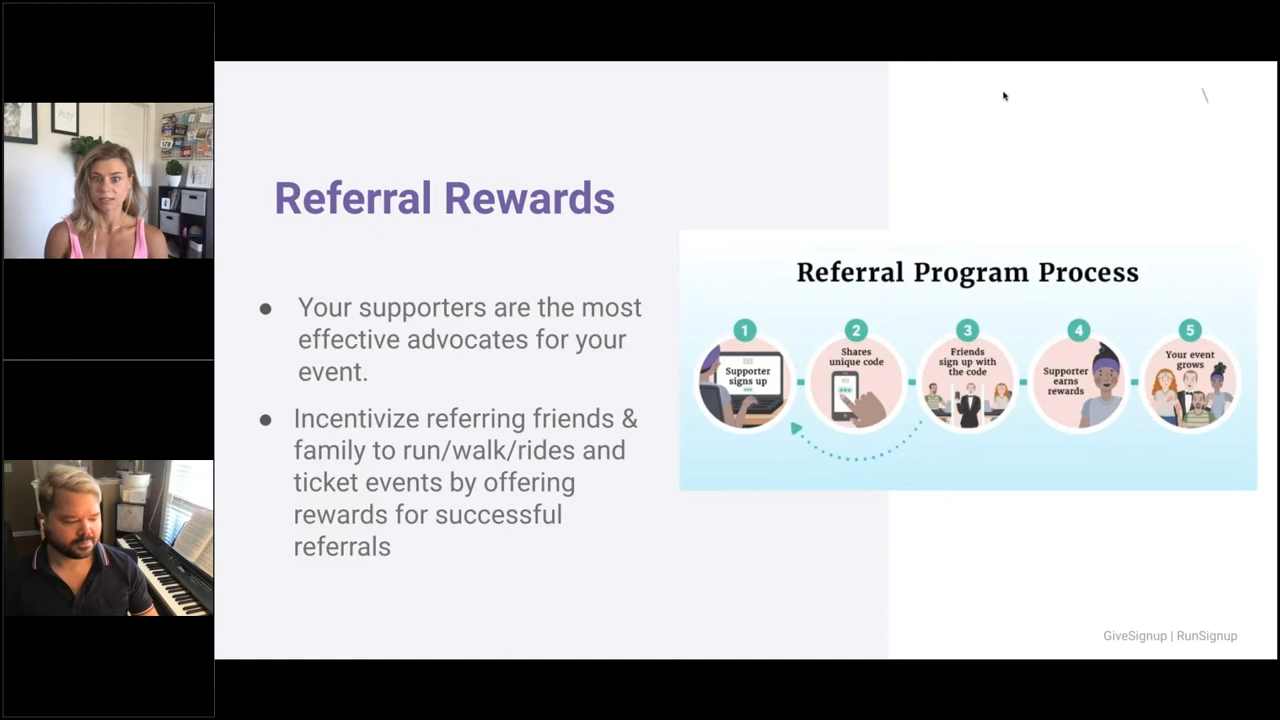 Referral Rewards
● Your supporters are the most
effective advocates for your
event.
● Incentivize referring friends &
family to run/walk/rides and
ticket events by offering
rewards for successful
referrals
Referral Program Process
1
Supporter
signs up
2
Shares
unique code
3
Friends
sign up with
the code
4
Supporter
earns
rewards
5
Your event
grows
GiveSignup | RunSignup